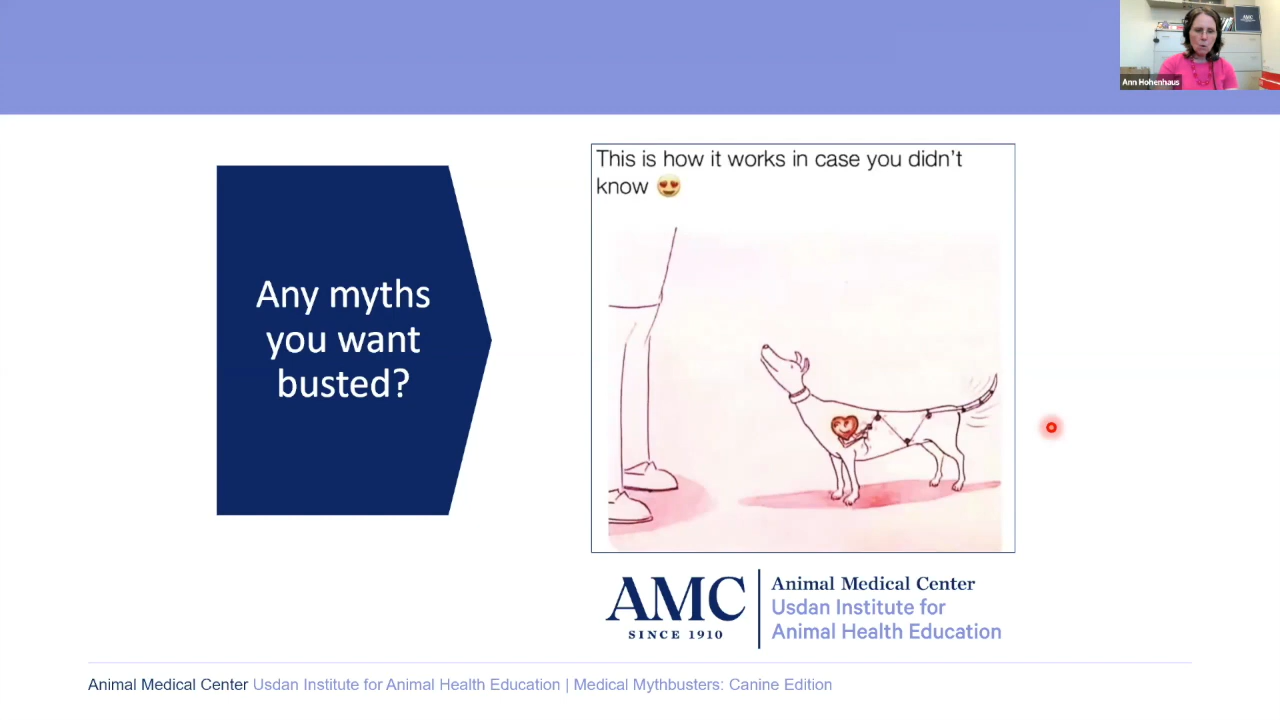 Ann Hohenhaus
This is how it works in case you didn't
know 😍
Any myths
you want
busted?
AMC
SINCE 1910
Animal Medical Center
Usdan Institute for
Animal Health Education
Animal Medical Center Usdan Institute for Animal Health Education | Medical Mythbusters: Canine Edition